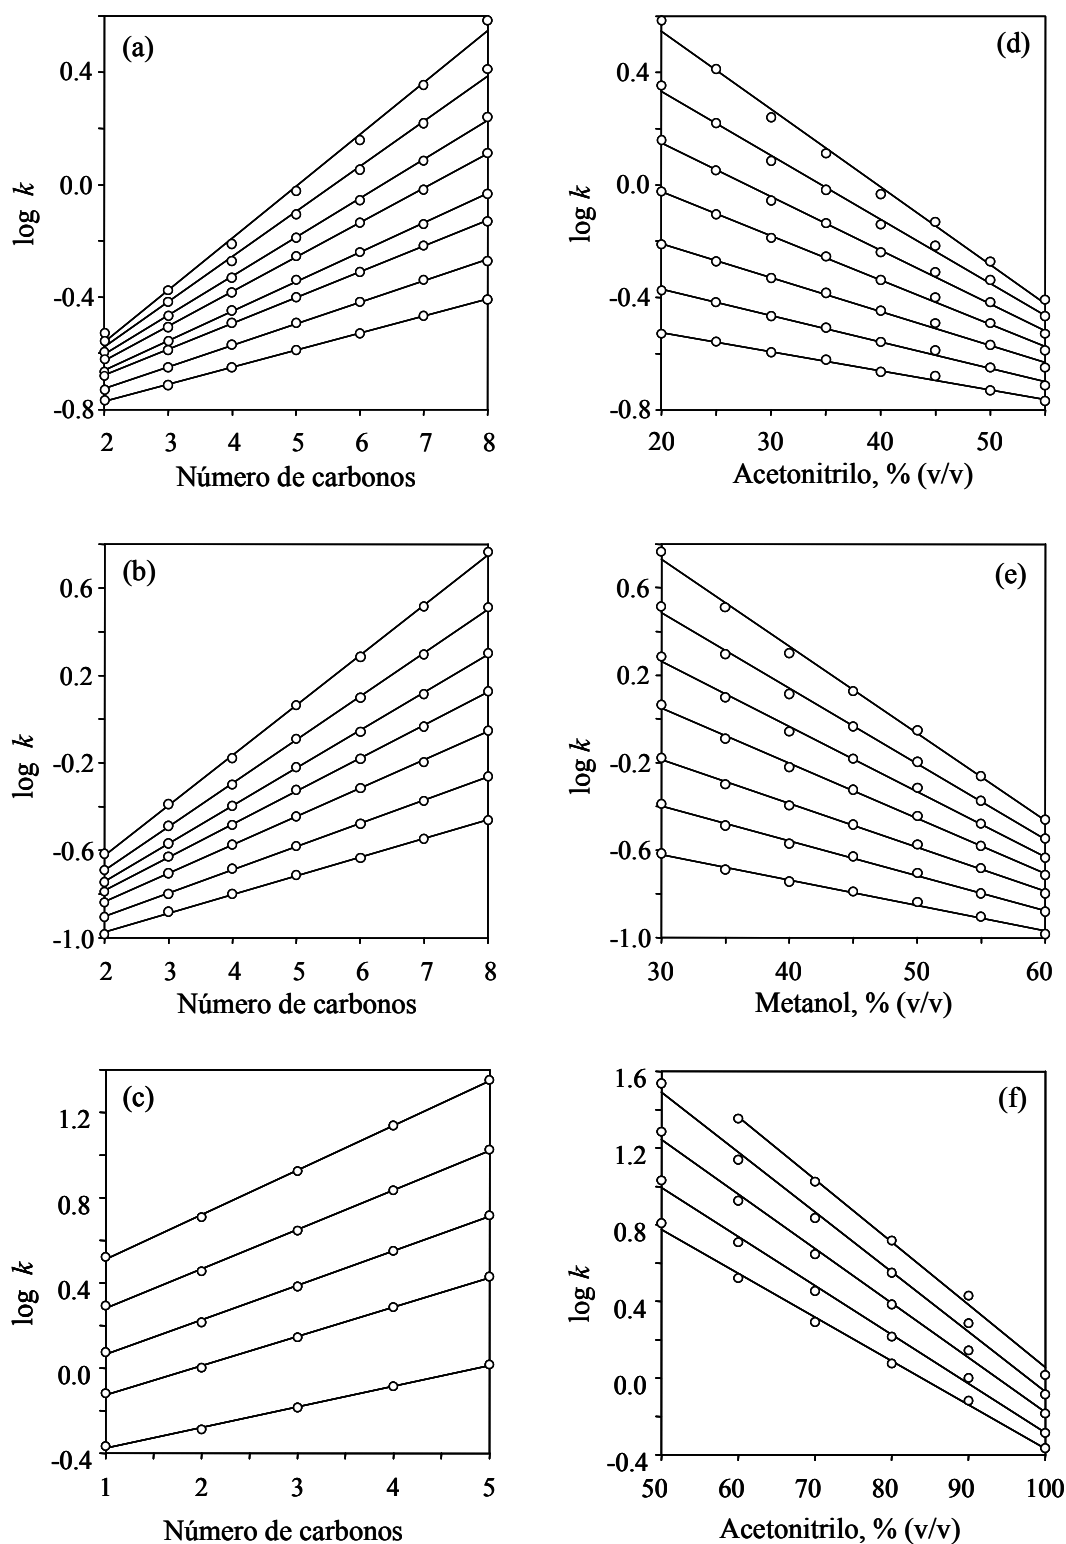 (a)
0.4
0.0
-0.4
-0.8
log k
2 3 4 5 6 7 8
Número de carbonos
(d)
0.4
0.0
-0.4
-0.8
log k
20 30 40 50
Acetonitrilo, % (v/v)
(b)
0.6
0.2
-0.2
-0.6
-1.0
log k
2 3 4 5 6 7 8
Número de carbonos
(e)
0.6
0.2
-0.2
-0.6
-1.0
log k
30 40 50 60
Metanol, % (v/v)
(c)
1.2
0.8
0.4
0.0
-0.4
log k
1 2 3 4 5
Número de carbonos
(f)
1.6
1.2
0.8
0.4
0.0
-0.4
log k
50 60 70 80 90 100
Acetonitrilo, % (v/v)